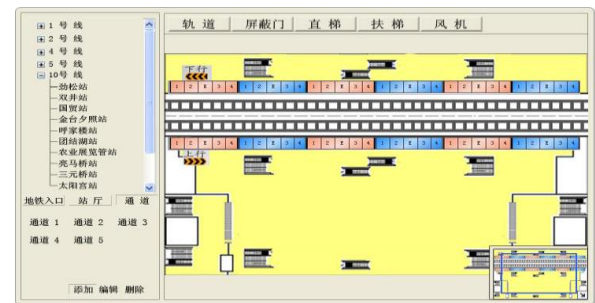 1 号 线
2 号 线
4 号 线
5 号 线
10号 线
劲松站
双井站
国贸站
金台夕照站
呼家楼站
团结湖站
农业展览管站
亮马桥站
三元桥站
太阳宫站
地铁入口 站 厅 通 道
通道 1 通道 2 通道 3
通道 4 通道 5
添加 编辑 删除
轨 道 屏蔽门 直 梯 扶 梯 风 机
下行
上行